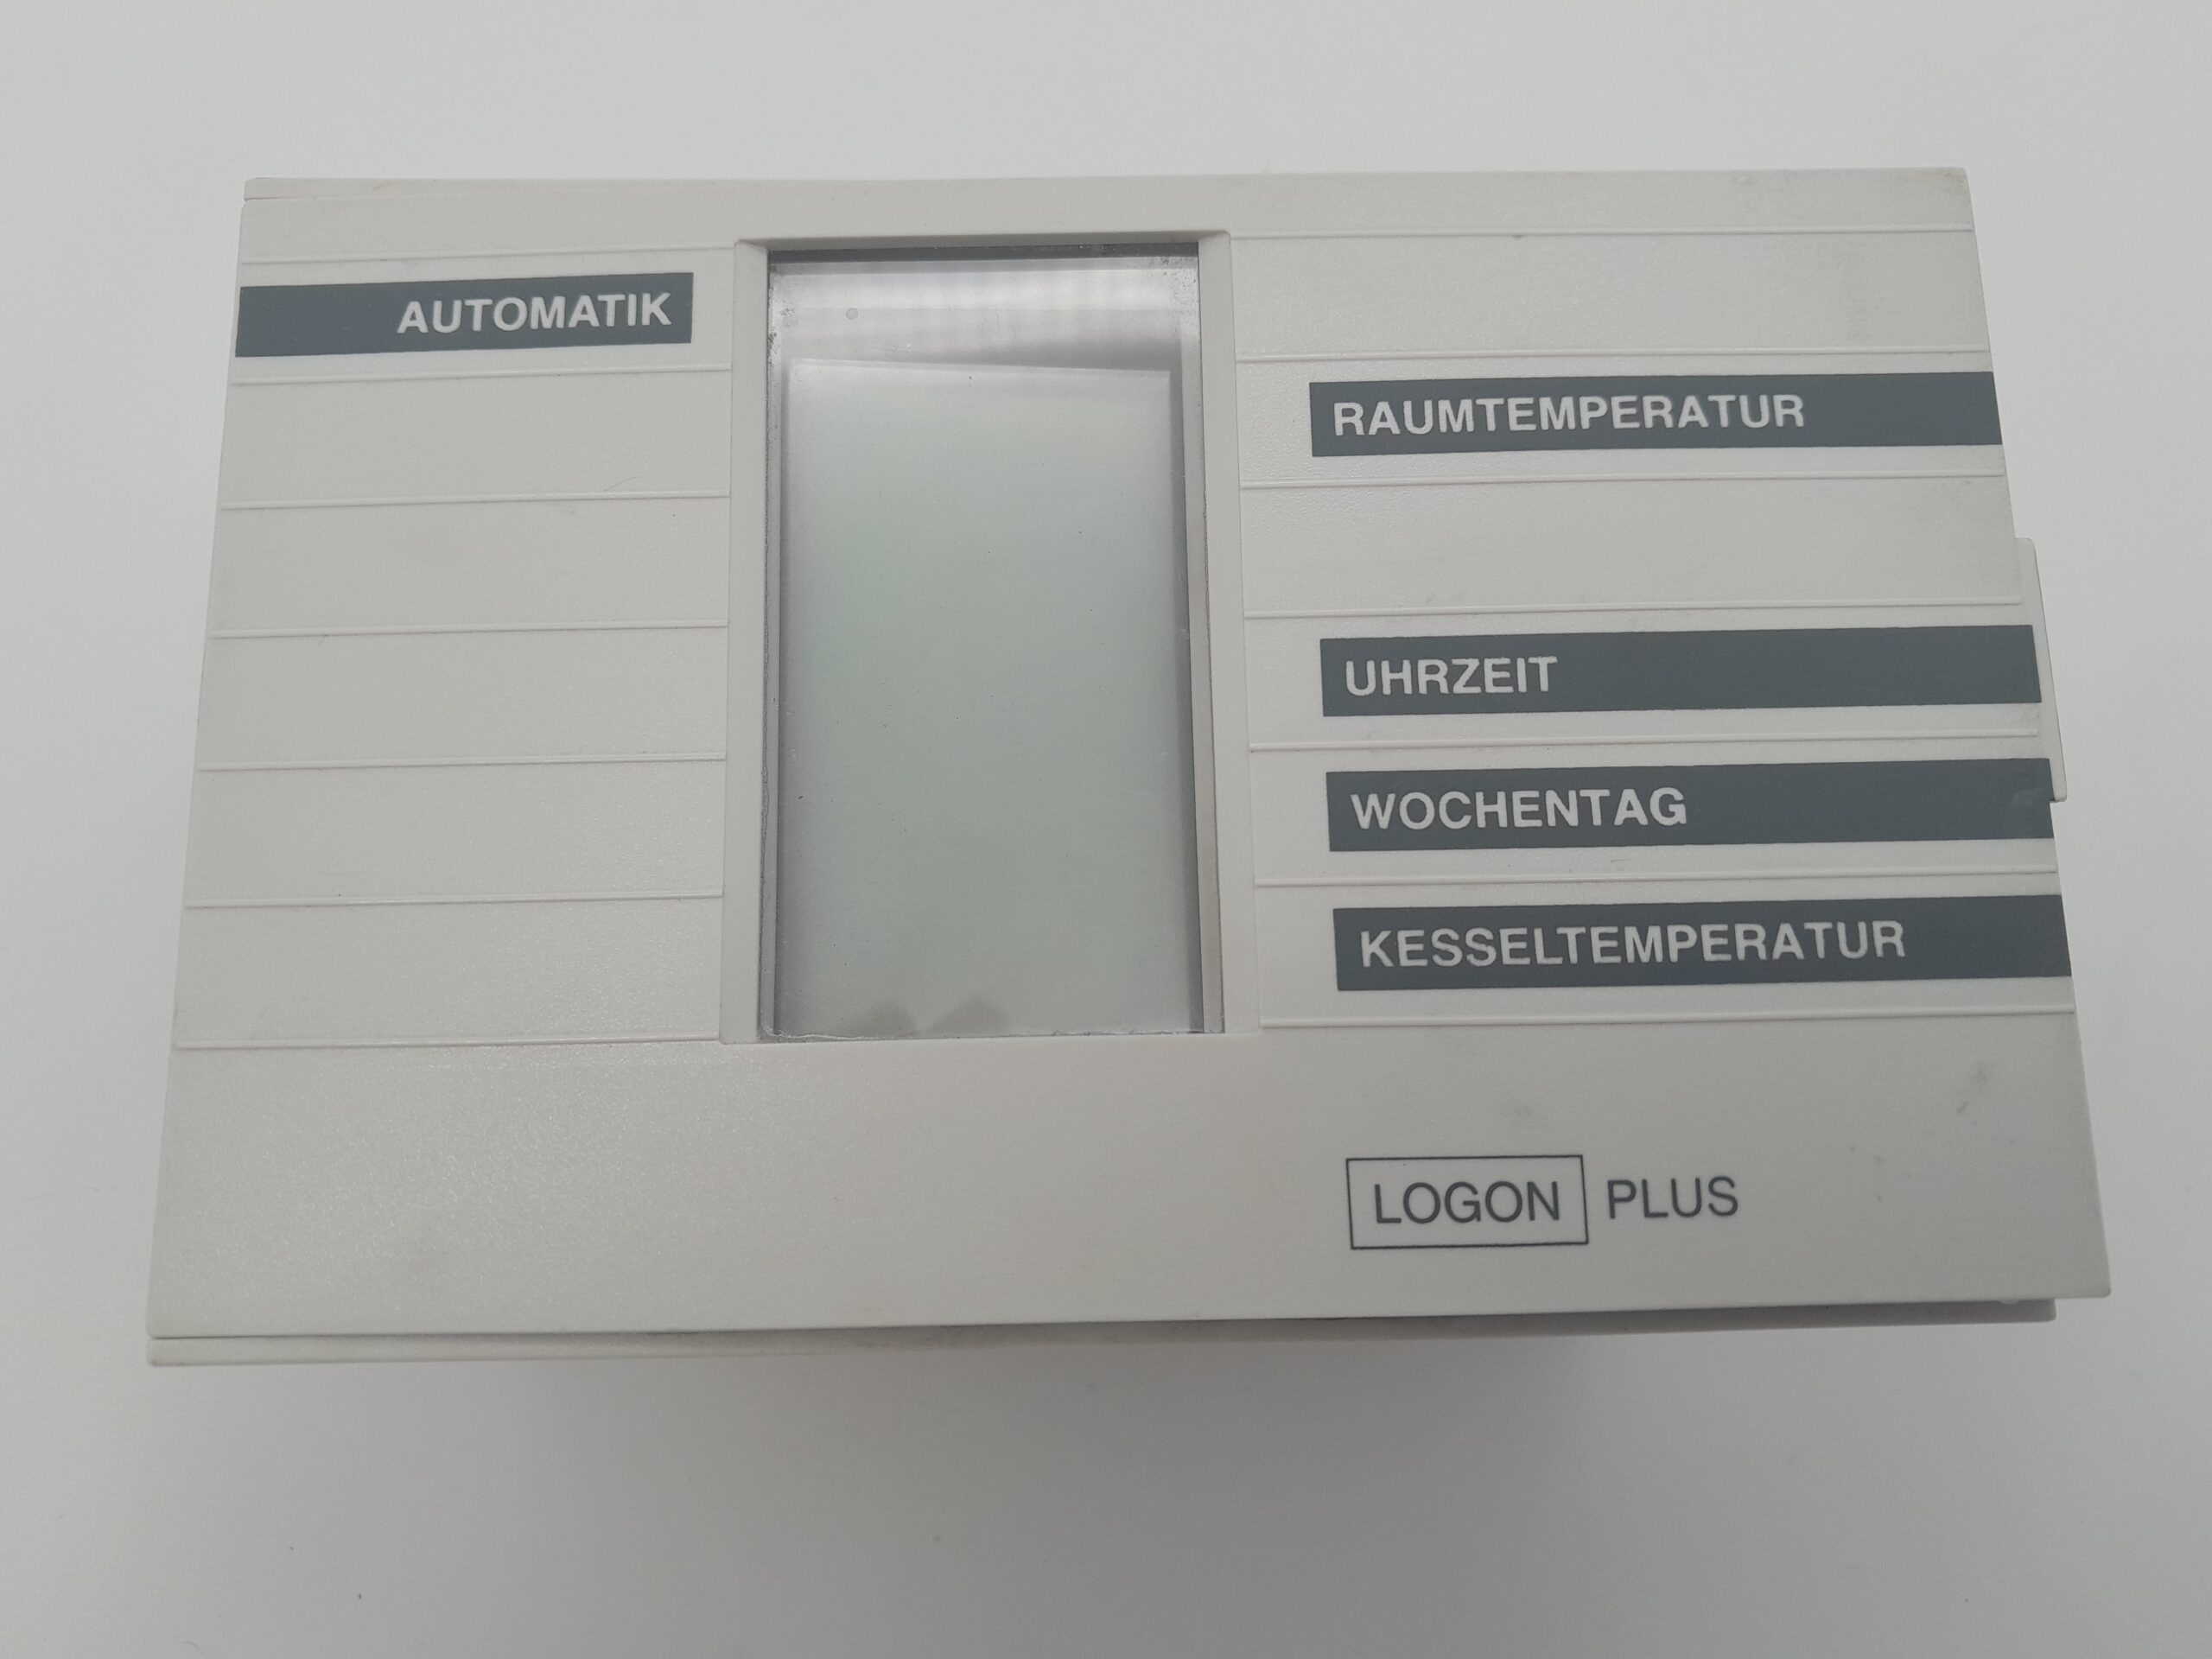 AUTOMATIK
RAUMTEMPERATUR
UHRZEIT
WOCHENTAG
KESSELTEMPERATUR
LOGON PLUS